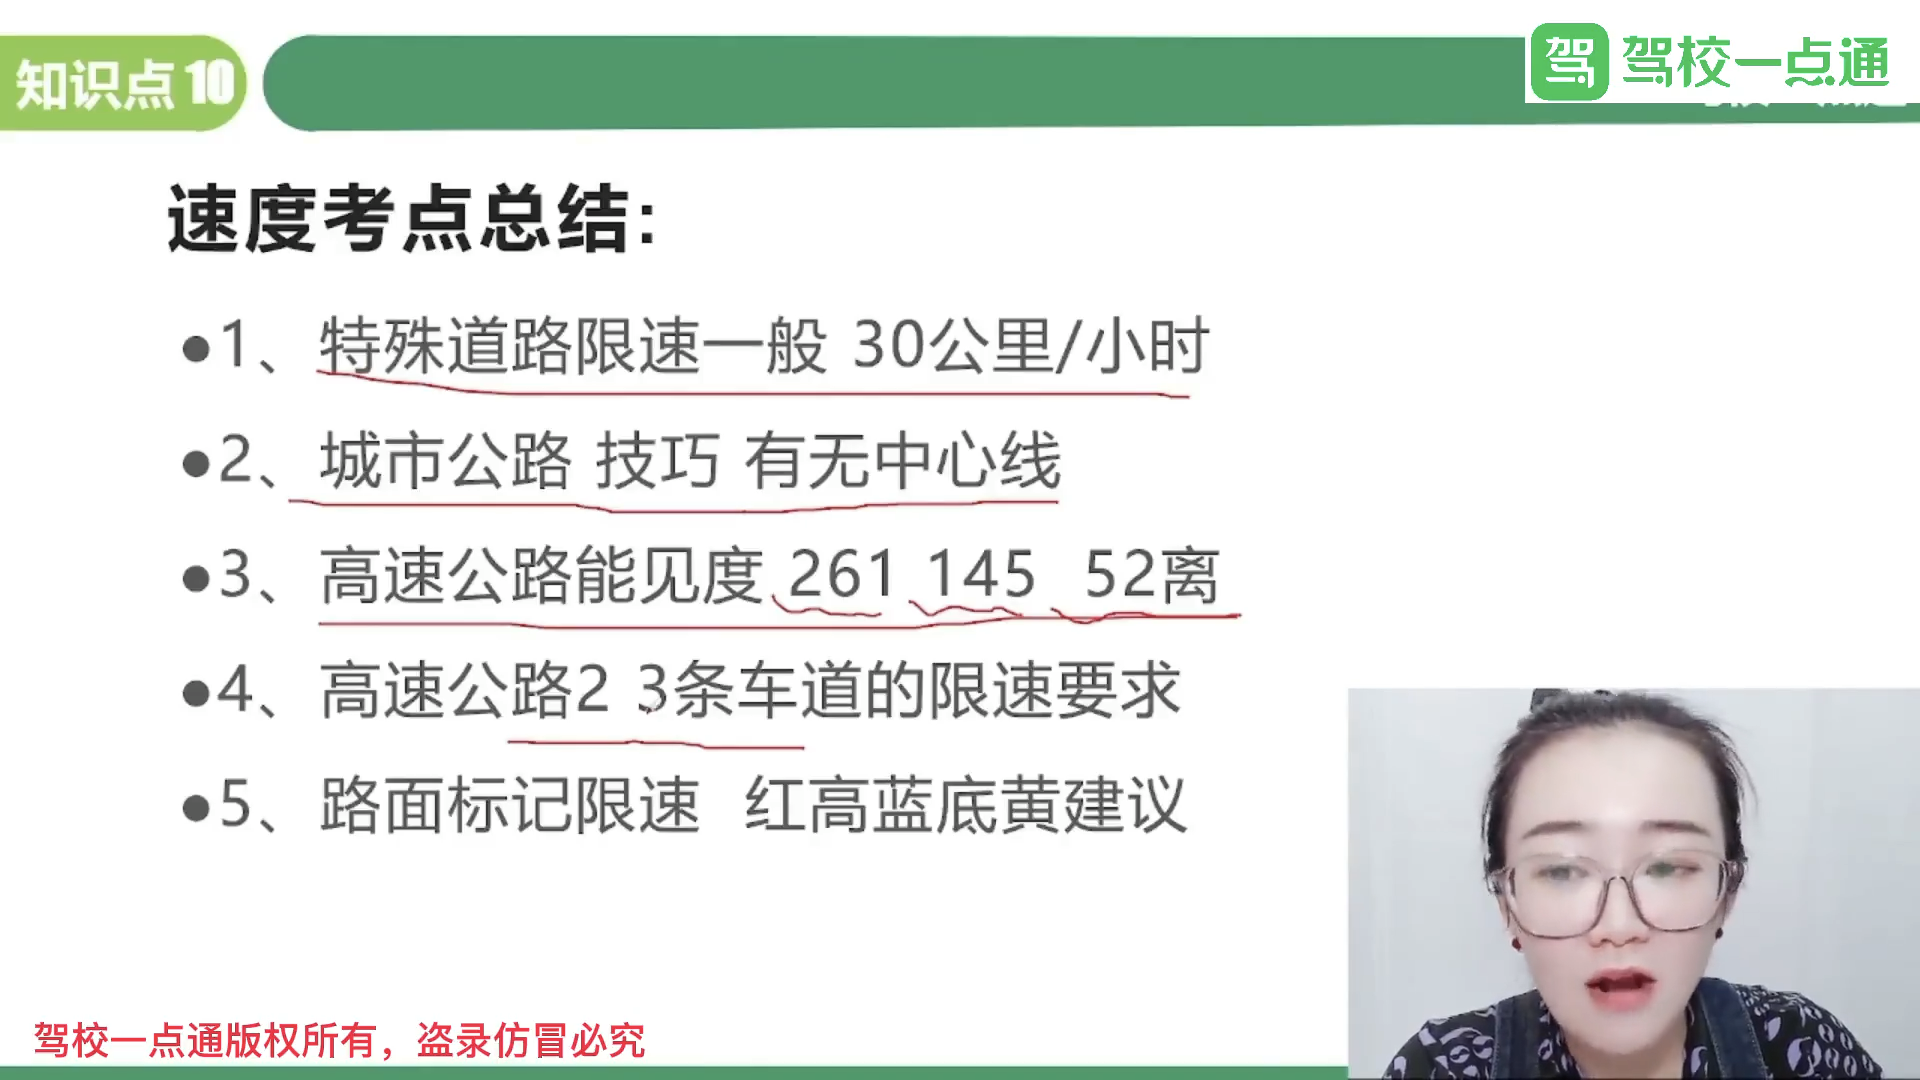 知识点 10
驾 驾校一点通
速度考点总结:
●1、特殊道路限速一般 30公里/小时
●2、城市公路 技巧 有无中心线
●3、高速公路能见度 261 145 52离
●4、高速公路2 3条车道的限速要求
●5、路面标记限速 红高蓝底黄建议
驾校一点通版权所有，盗录仿冒必究